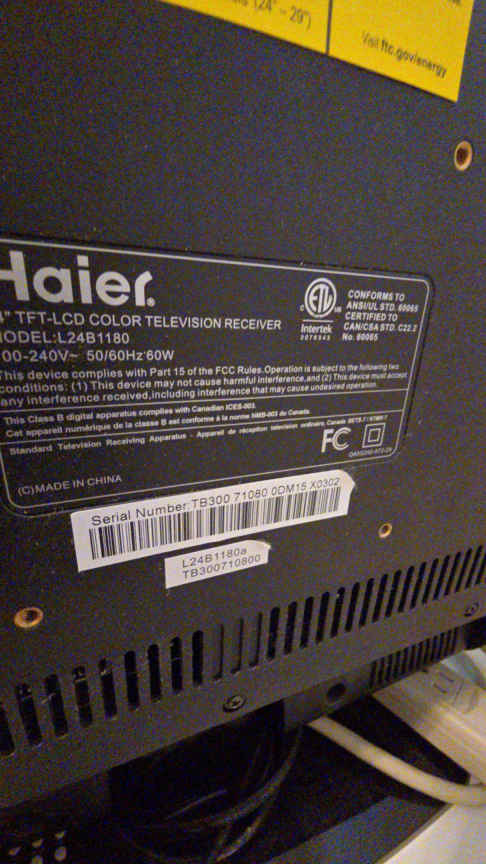 (24" - 29")
Visit ftc.gov/energy
Haier
TFT-LCD COLOR TELEVISION RECEIVER
MODEL:L24B1180
100-240V~ 50/60Hz 60W
This device complies with Part 15 of the FCC Rules.Operation is subject to the following two
conditions: (1) This device may not cause harmful interference,and (2) This device must accept
any interference received,including interference that may cause undesired operation.
This Class B digital apparatus complies with Canadian ICES-003.
Cet appareil numérique de la classe B est conforme à la norme NMB-003 du Canada.
Standard Television Receiving Apparatus - Appareil de réception télévision ordinaire, Canada
C ETL US
Intertek
CONFORMS TO
ANSI/UL STD. 60065
CERTIFIED TO
CAN/CSA STD. C22.2
No. 60065
FC
(C)MADE IN CHINA
Serial Number:TB300 71080 0DM15 X0302
L24B1180a
TB300710800